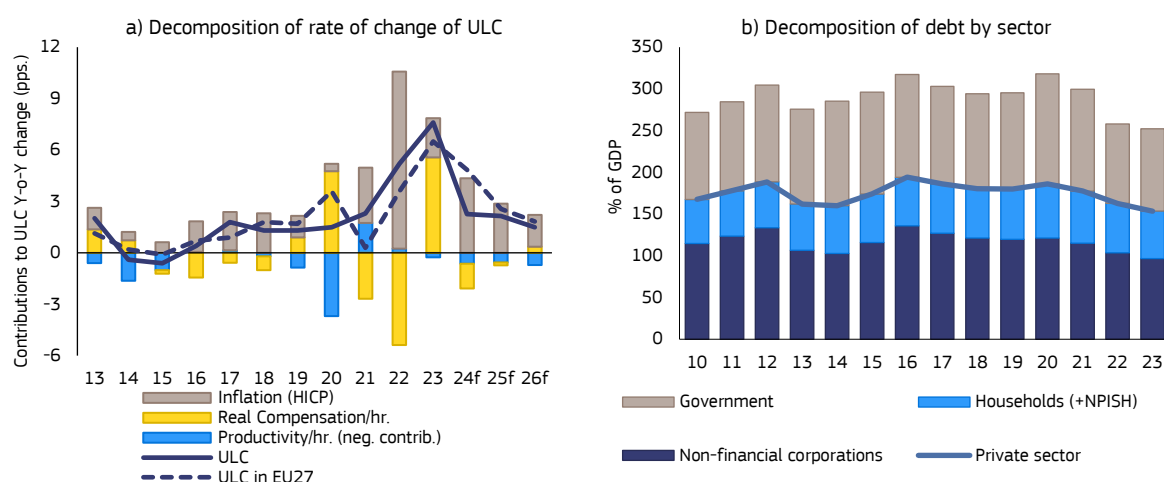 a) Decomposition of rate of change of ULC
Contributions to ULC Y-o-Y change (pps.)
12
9
6
3
0
-3
-6
13 14 15 16 17 18 19 20 21 22 23 24f 25f 26f
Inflation (HICP)
Real Compensation/hr.
Productivity/hr. (neg. contrib.)
ULC
ULC in EU27
b) Decomposition of debt by sector
% of GDP
350
300
250
200
150
100
50
0
10 11 12 13 14 15 16 17 18 19 20 21 22 23
Government
Households (+NPISH)
Non-financial corporations
Private sector